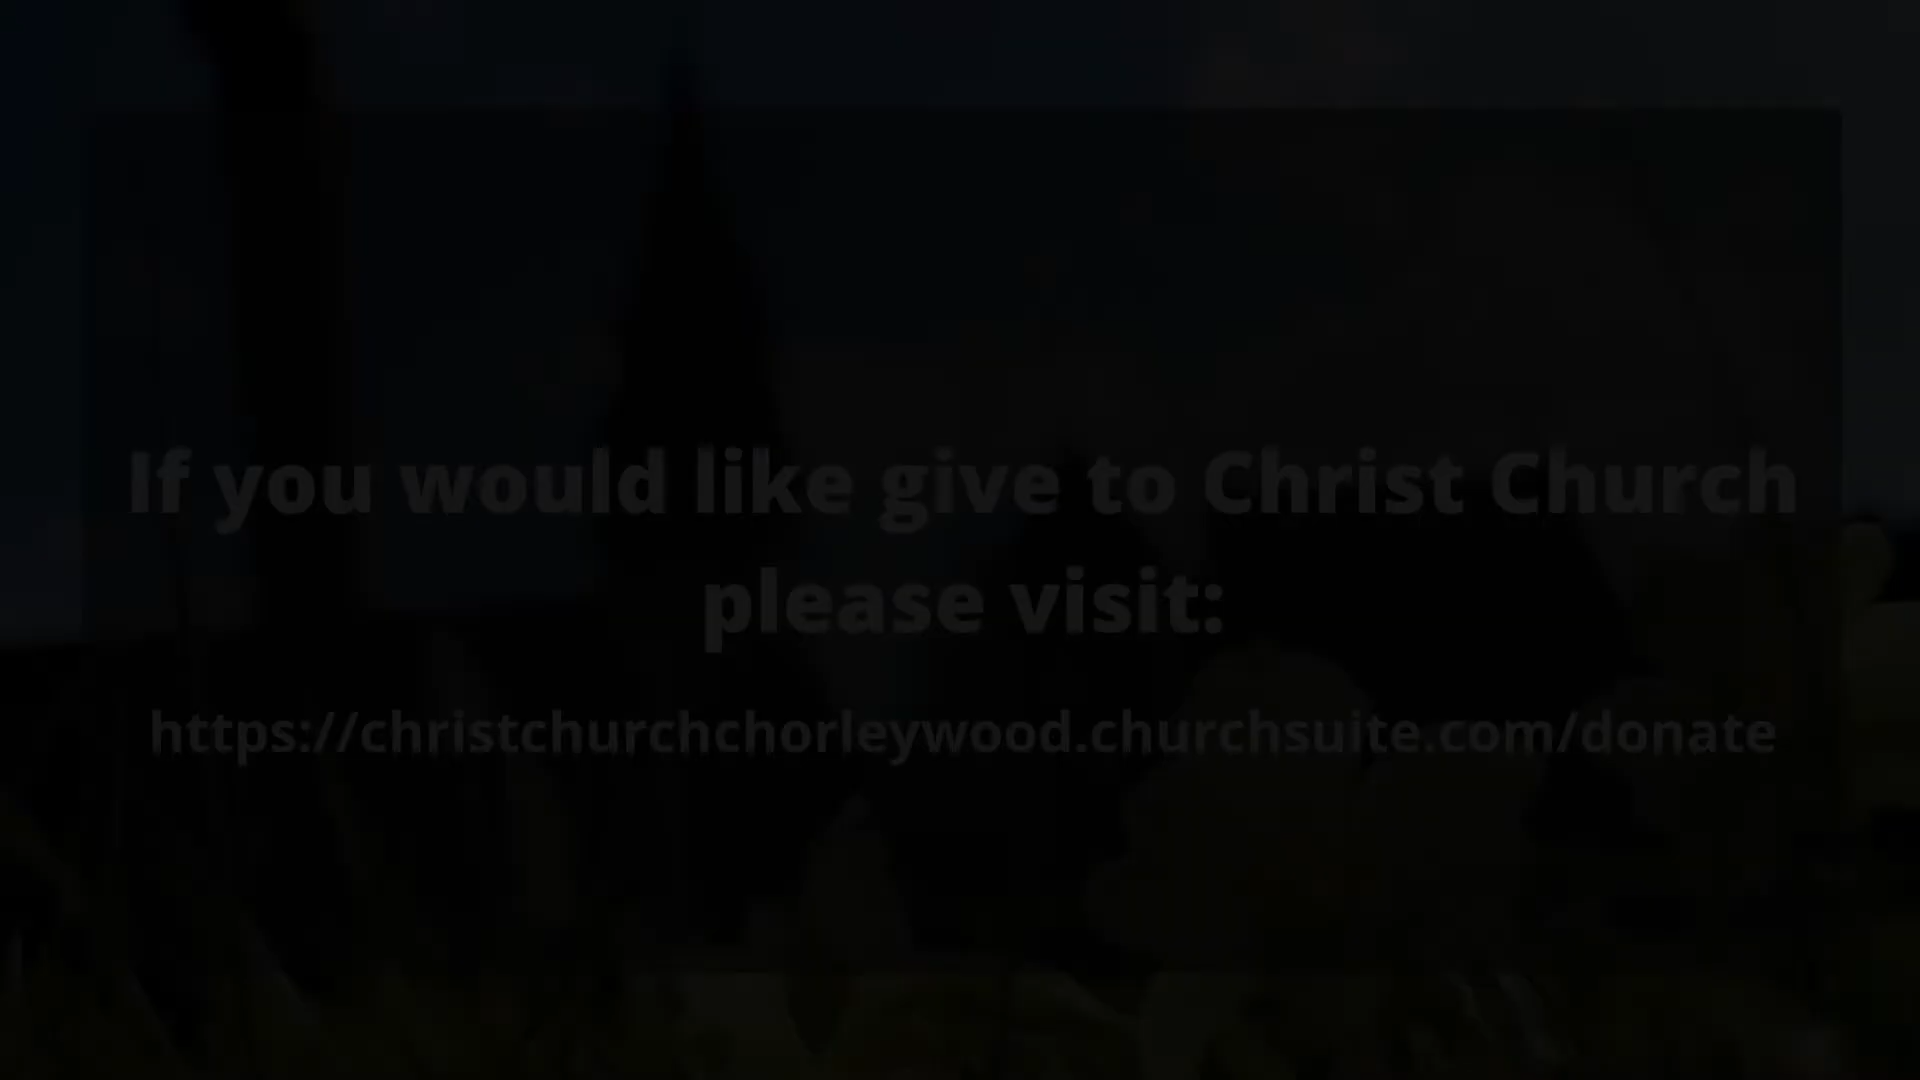 If you would like give to Christ Church
please visit:
https://christchurchchorleywood.churchsuite.com/donate